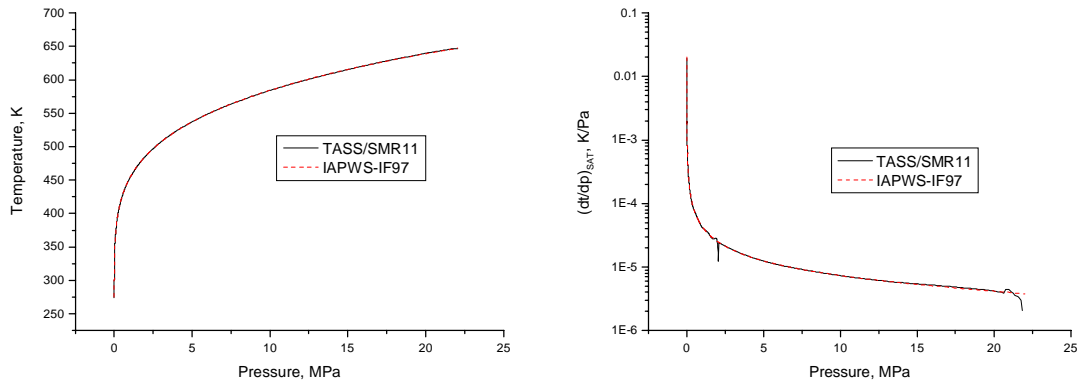 700
650
600
550
500
450
400
350
300
250
Temperature, K
TASS/SMR11
IAPWS-IF97
0 5 10 15 20 25
Pressure, MPa
0.1
0.01
1E-3
1E-4
1E-5
1E-6
(dt/dp)SAT, K/Pa
TASS/SMR11
IAPWS-IF97
0 5 10 15 20 25
Pressure, MPa